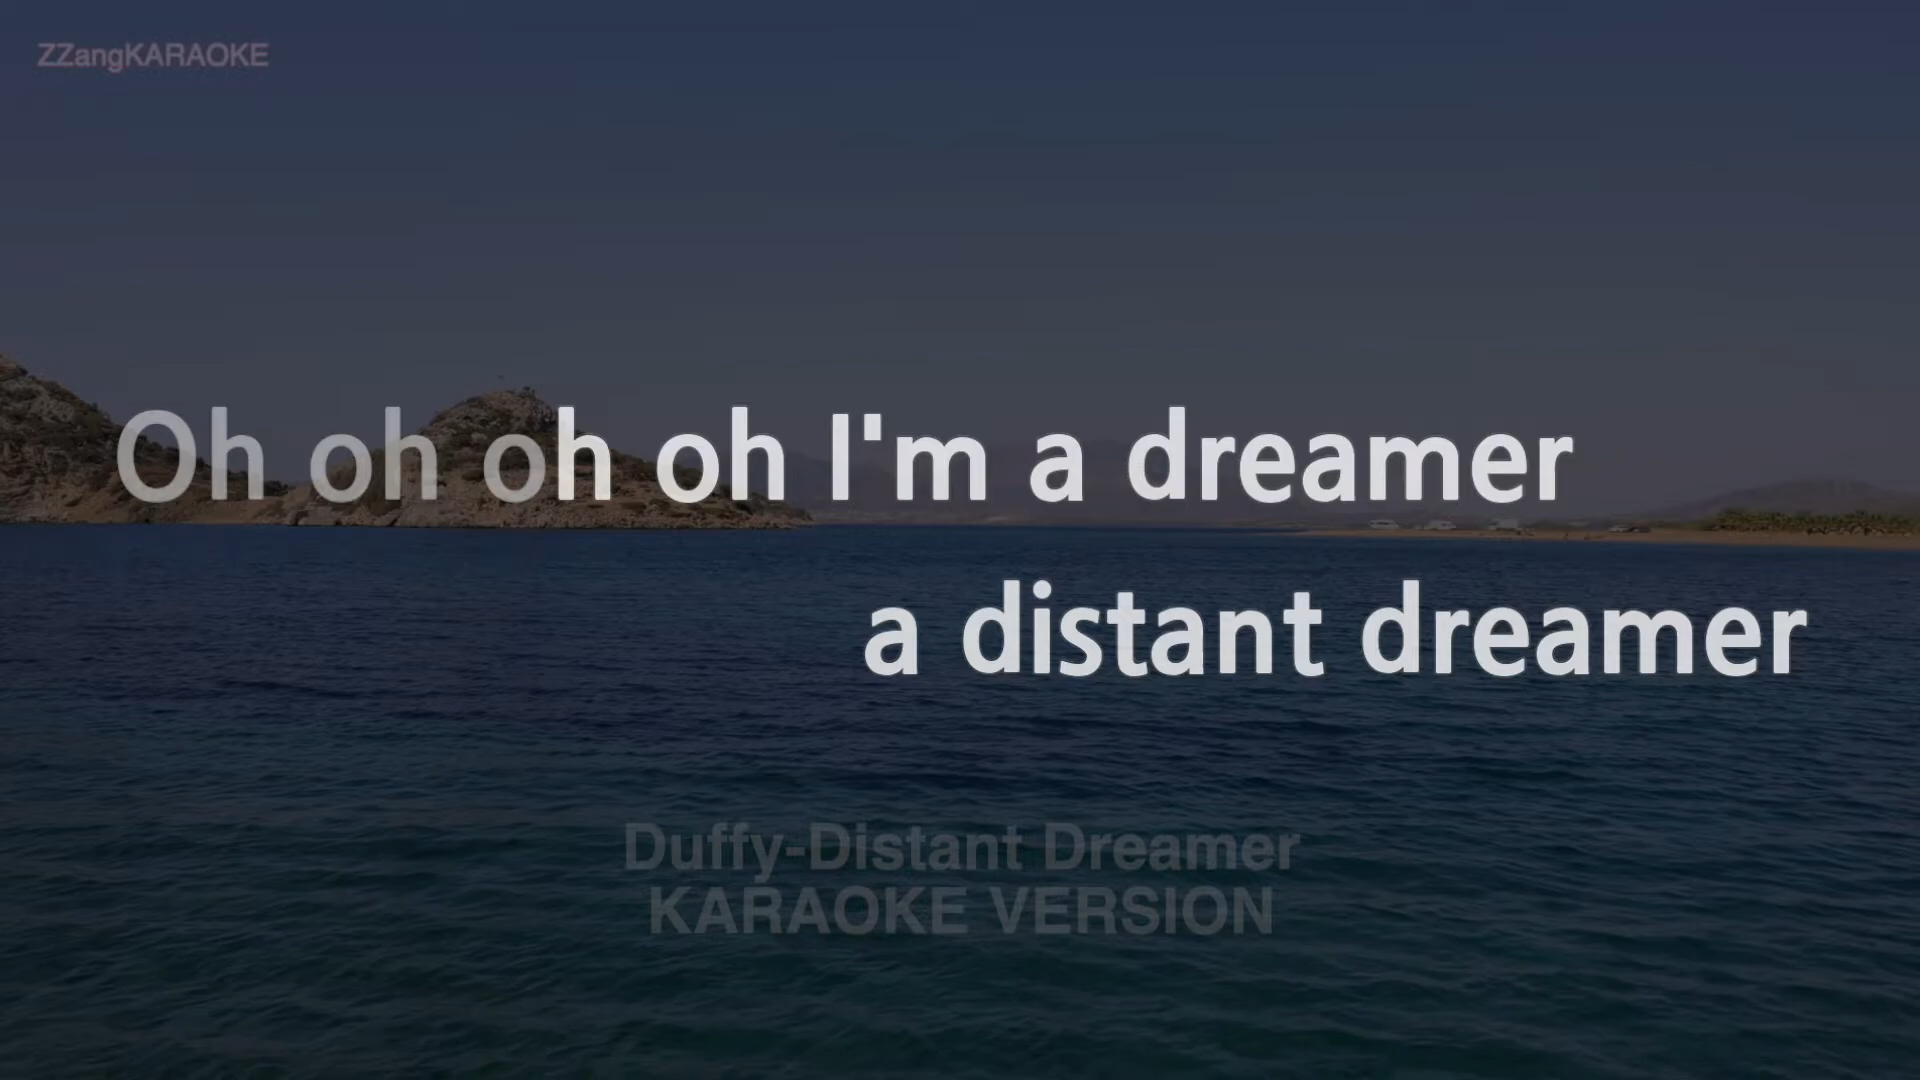 ZZangKARAOKE
Oh oh oh oh I'm a dreamer
a distant dreamer
Duffy-Distant Dreamer
KARAOKE VERSION